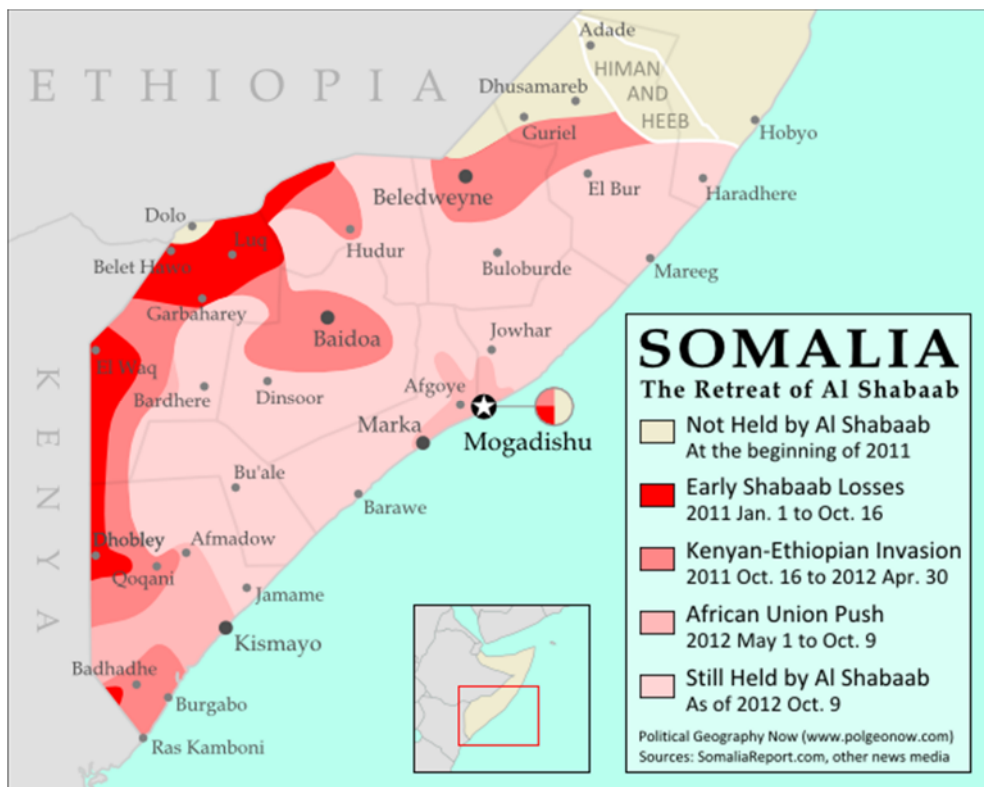 ETHIOPIA
Adade
HIMAN
AND
HEEB
Dhusamareb
Guriel
Hobyo
Beledweyne
El Bur
Haradhere
Dolo
Luq
Hudur
Belet Hawo
Buloburde
Mareeg
Garbaharey
Baidoa
Jowhar
El Waq
Bardhere
Dinsoor
Afgoye
Marka
Mogadishu
KENYA
Bu'ale
Barawe
Dhobley
Afmadow
Qoqani
Jamame
Kismayo
Badhadhe
Burgabo
Ras Kamboni
SOMALIA
The Retreat of Al Shabaab
Not Held by Al Shabaab
At the beginning of 2011
Early Shabaab Losses
2011 Jan. 1 to Oct. 16
Kenyan-Ethiopian Invasion
2011 Oct. 16 to 2012 Apr. 30
African Union Push
2012 May 1 to Oct. 9
Still Held by Al Shabaab
As of 2012 Oct. 9
Political Geography Now (www.polgeonow.com)
Sources: SomaliaReport.com, other news media